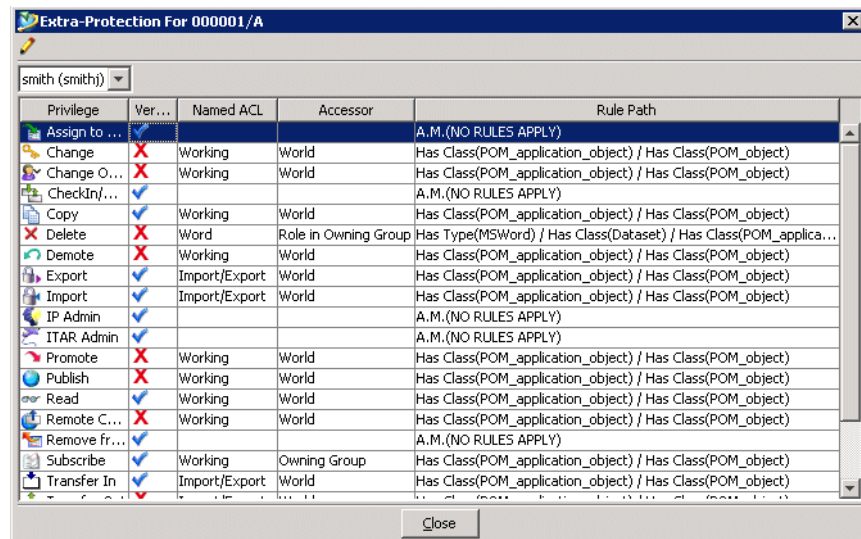 Extra-Protection For 000001/A
smith (smithj)
Privilege Ver... Named ACL Accessor Rule Path
Assign to ... A.M.(NO RULES APPLY)
Change Working World Has Class(POM_application_object) / Has Class(POM_object)
Change O... Working World Has Class(POM_application_object) / Has Class(POM_object)
CheckIn/... A.M.(NO RULES APPLY)
Copy Working World Has Class(POM_application_object) / Has Class(POM_object)
Delete Word Role in Owning Group Has Type(MSWord) / Has Class(Dataset) / Has Class(POM_applica...
Demote Working World Has Class(POM_application_object) / Has Class(POM_object)
Export Import/Export World Has Class(POM_application_object) / Has Class(POM_object)
Import Import/Export World Has Class(POM_application_object) / Has Class(POM_object)
IP Admin A.M.(NO RULES APPLY)
ITAR Admin A.M.(NO RULES APPLY)
Promote Working World Has Class(POM_application_object) / Has Class(POM_object)
Publish Working World Has Class(POM_application_object) / Has Class(POM_object)
Read Working World Has Class(POM_application_object) / Has Class(POM_object)
Remote C... Working World Has Class(POM_application_object) / Has Class(POM_object)
Remove fr... A.M.(NO RULES APPLY)
Subscribe Working Owning Group Has Class(POM_application_object) / Has Class(POM_object)
Transfer In Import/Export World Has Class(POM_application_object) / Has Class(POM_object)
Close